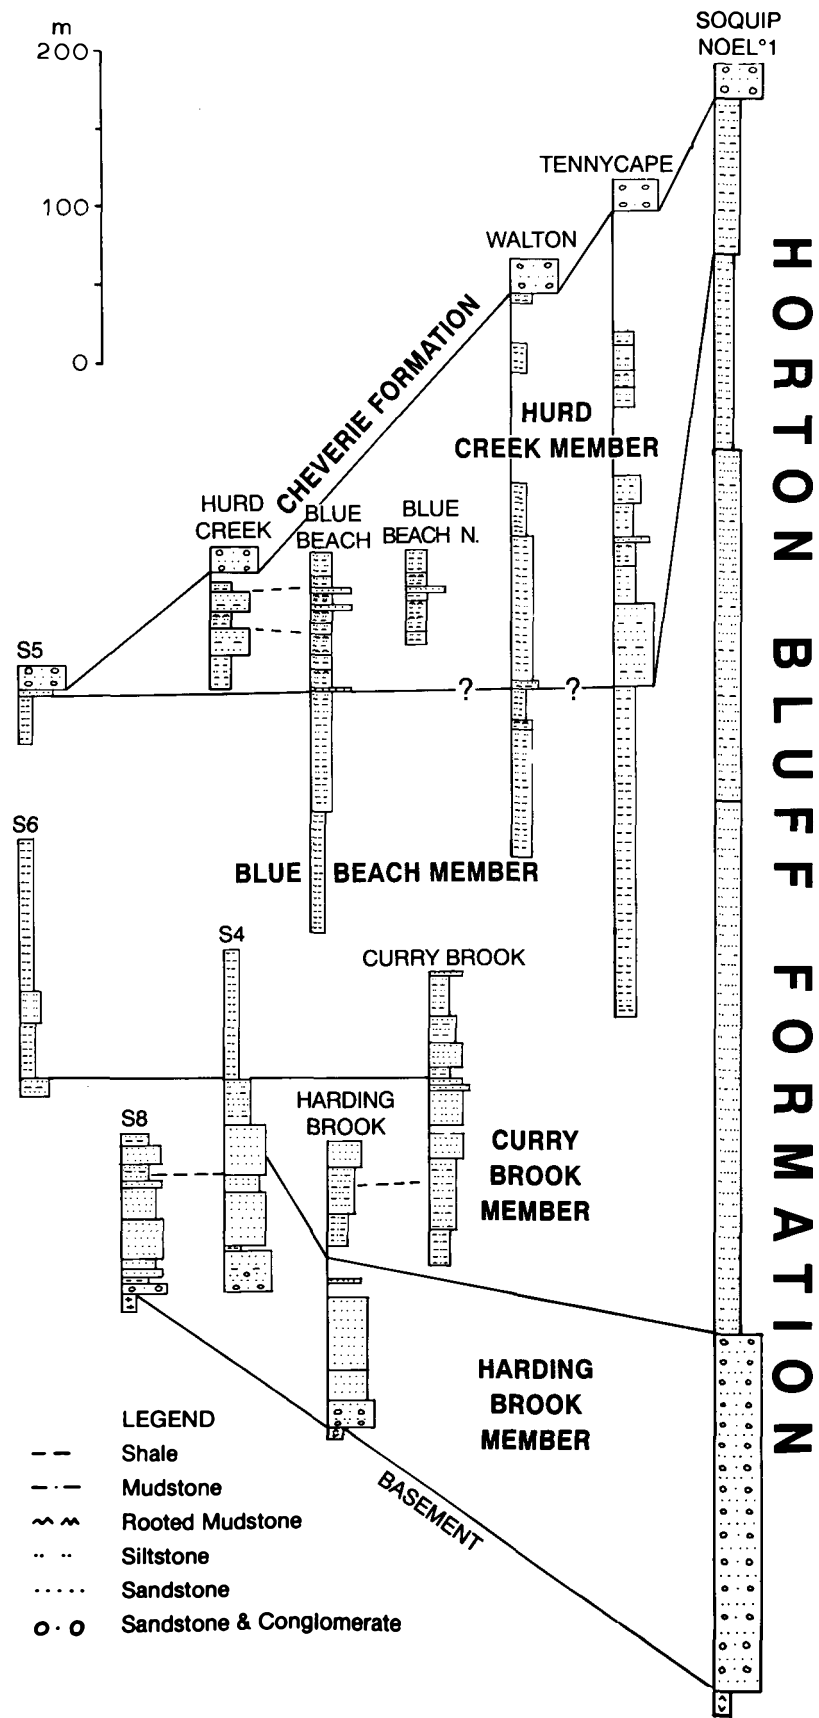 m
200
100
0
SOQUIP
NOEL°1
TENNYCAPE
WALTON
CHEVERIE FORMATION
HURD
CREEK MEMBER
HURD
CREEK
BLUE
BEACH
BLUE
BEACH N.
S5
?
?
S6
BLUE BEACH MEMBER
S4
CURRY BROOK
S8
HARDING
BROOK
CURRY
BROOK
MEMBER
HARDING
BROOK
MEMBER
BASEMENT
HORTON BLUFF FORMATION
LEGEND
Shale
Mudstone
Rooted Mudstone
Siltstone
Sandstone
Sandstone & Conglomerate